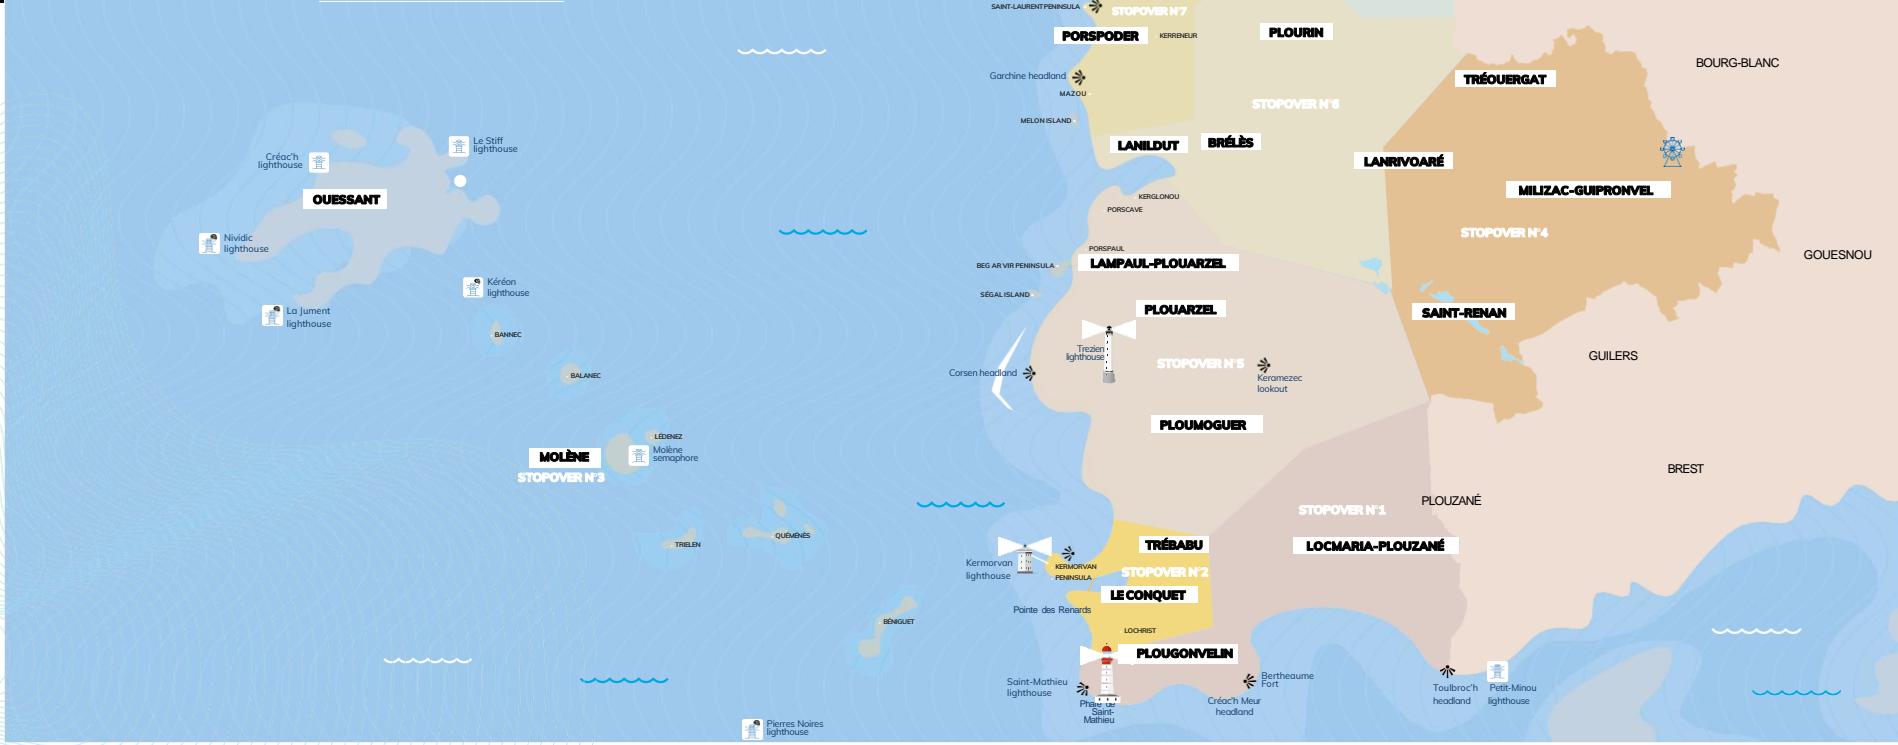 SAINT-LAURENT PENINSULA
STOPOVER N°7
PORSPODER
KERRENEUR
PLOURIN
BOURG-BLANC
Garchine headland
TRÉOUERGAT
MAZOU
STOPOVER N°6
MELON ISLAND
LANILDUT
BRÉLÈS
LANRIVOARÉ
Le Stiff
lighthouse
Créac'h
lighthouse
OUESSANT
MILIZAC-GUIPRONVEL
KERGLONOU
PORSCAVE
STOPOVER N°4
Nividic
lighthouse
PORSPAUL
GOUESNOU
BEG AR VIR PENINSULA
LAMPAUL-PLOUARZEL
Kéréon
lighthouse
SÉGAL ISLAND
La Jument
lighthouse
PLOUARZEL
SAINT-RENAN
BANNEC
Trezien
lighthouse
GUILERS
STOPOVER N°5
Corsen headland
BALANEC
Keramezec
lookout
PLOUMOGUER
LÉDENEZ
MOLÈNE
Molène
semaphore
STOPOVER N°3
BREST
PLOUZANÉ
STOPOVER N°1
QUÉMÉNÈS
TRIELEN
TRÉBABU
LOCMARIA-PLOUZANÉ
Kermorvan
lighthouse
KERMORVAN
PENINSULA
STOPOVER N°2
LE CONQUET
Pointe des Renards
BÉNIGUET
LOCHRIST
PLOUGONVELIN
Saint-Mathieu
lighthouse
Bertheaume
Fort
Phare de
Saint-
Mathieu
Créac'h Meur
headland
Toulbroc'h
headland
Petit-Minou
lighthouse
Pierres Noires
lighthouse